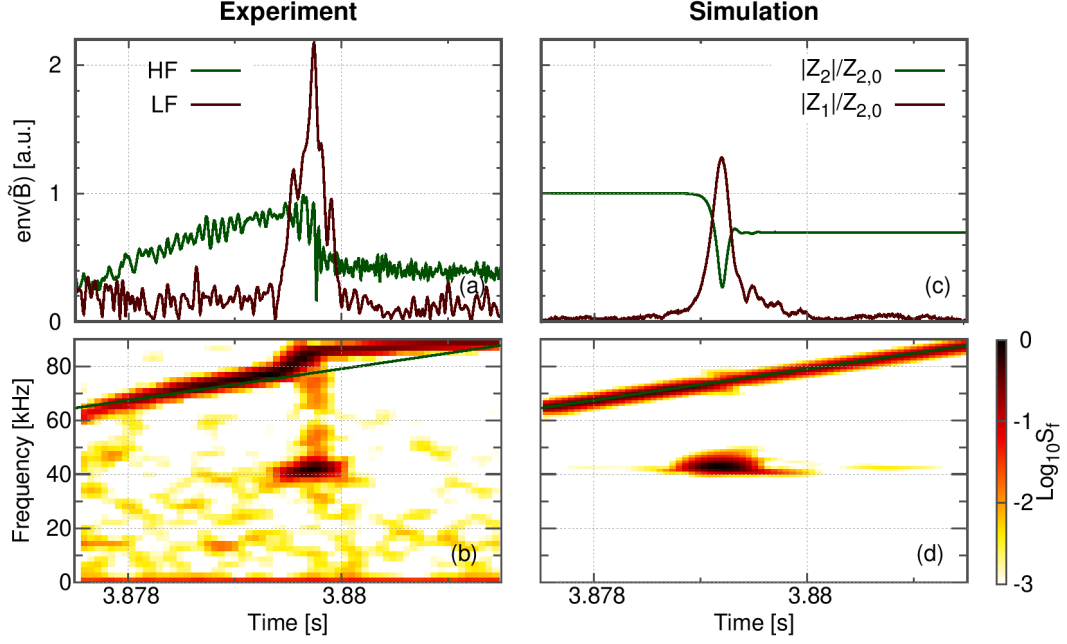 Experiment
Simulation
env(B̃) [a.u.]
2
1
0
HF
LF
(a)
|Z₂|/Z₂,₀
|Z₁|/Z₂,₀
(c)
Frequency [kHz]
80
60
40
20
0
(b)
3.878
3.88
Time [s]
(d)
3.878
3.88
Time [s]
0
-1
-2
-3
Log₁₀S_f